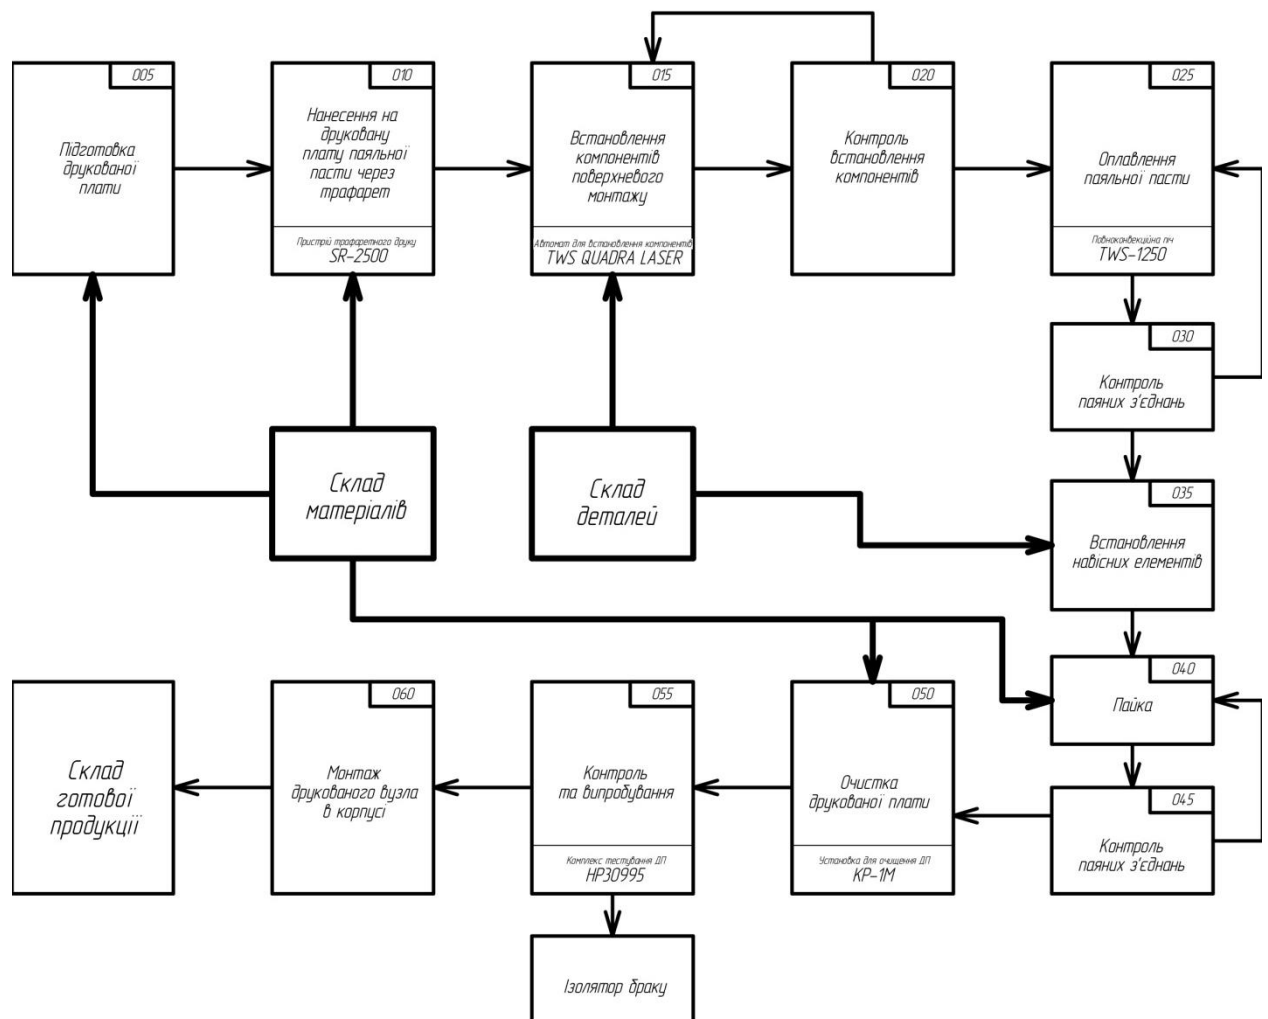 005
Підготовка
друкованої
плати
010
Нанесення на
друковану
плату паяльної
пасти через
трафарет
Пристрій трафаретного друку
SR-2500
015
Встановлення
компонентів
поверхневого
монтажу
Автомат для встановлення компонентів
TWS QUADRA LASER
020
Контроль
встановлення
компонентів
025
Оплавлення
паяльної пасти
Повноконвекційна піч
TWS-1250
030
Контроль
паяних з'єднань
Склад
матеріалів
Склад
деталей
035
Встановлення
навісних елементів
040
Пайка
045
Контроль
паяних з'єднань
050
Очистка
друкованої плати
Установка для очищення ДП
КР-1М
055
Контроль
та випробування
Комплекс тестування ДП
HP30995
060
Монтаж
друкованого вузла
в корпусі
Склад
готової
продукції
Ізолятор браку